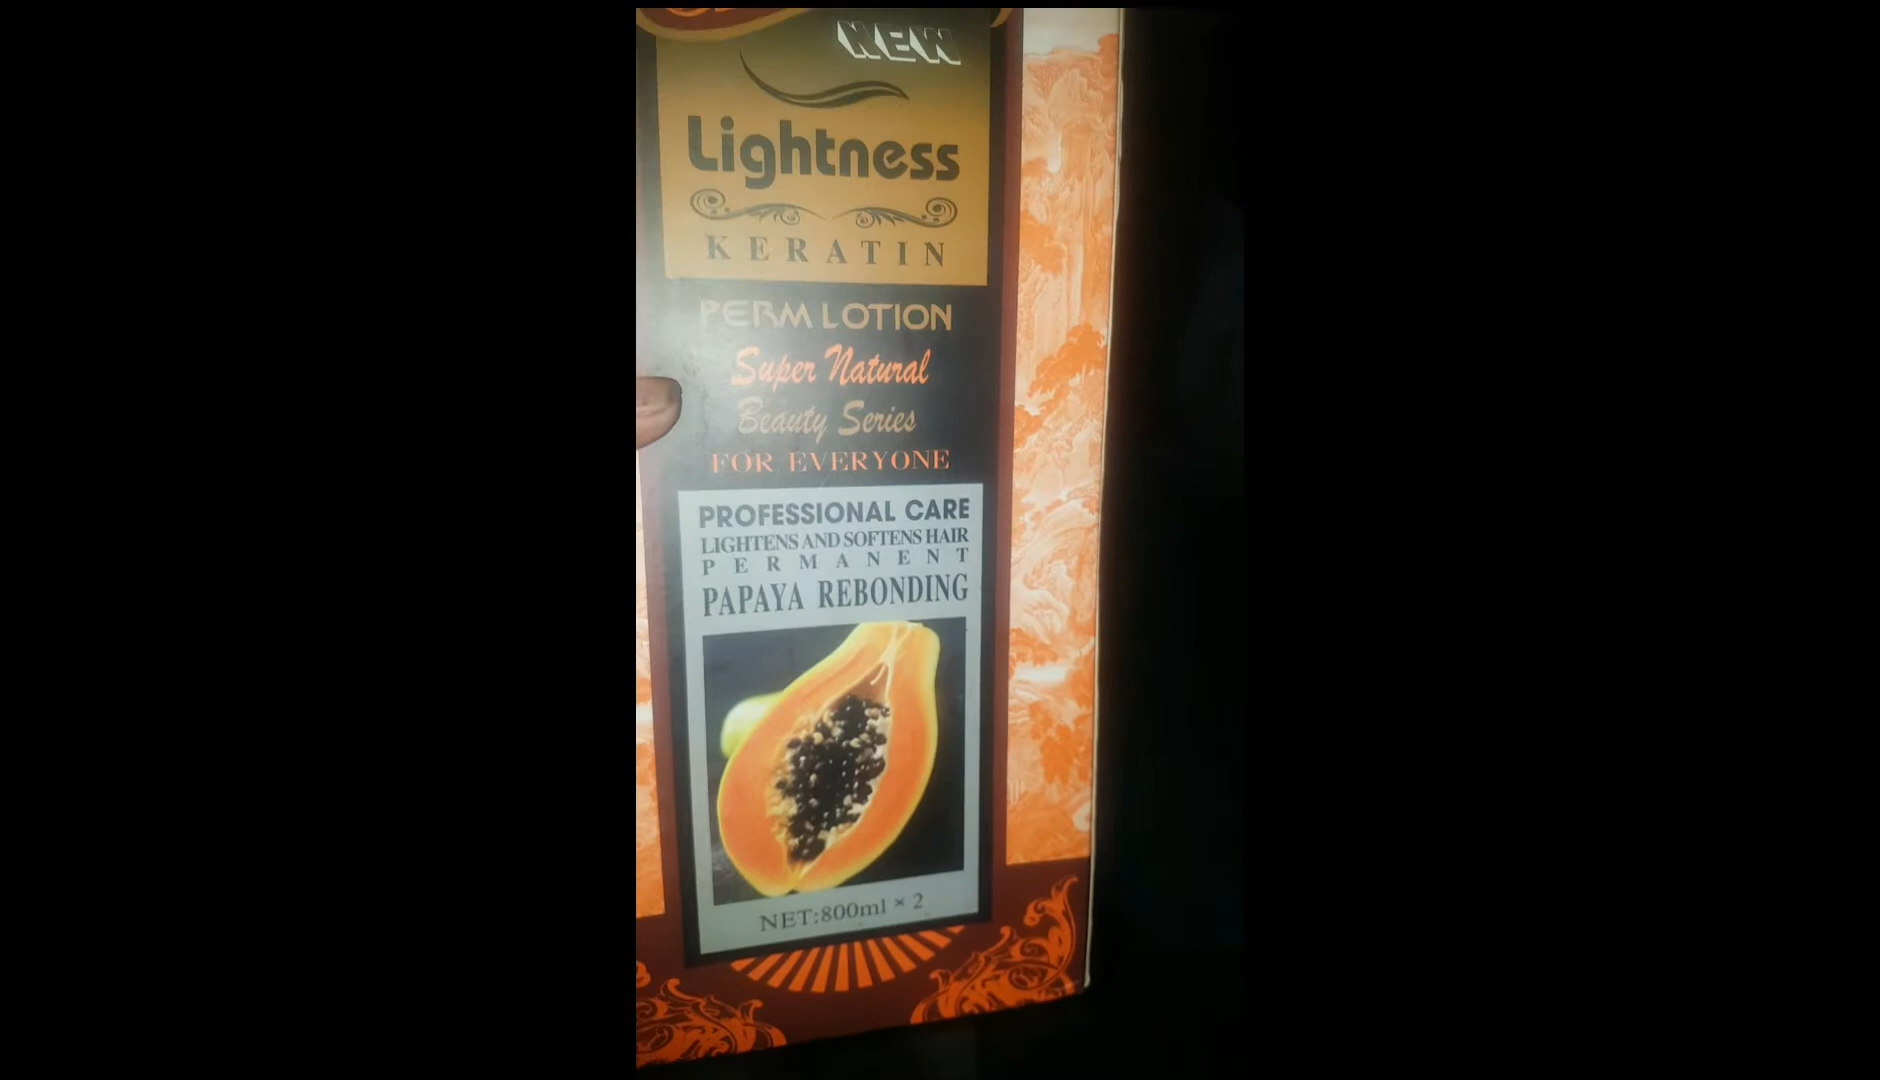 NEW
Lightness
KERATIN
PERM LOTION
Super Natural
Beauty Series
FOR EVERYONE
PROFESSIONAL CARE
LIGHTENS AND SOFTENS HAIR
PERMANENT
PAPAYA REBONDING
NET:800ml × 2